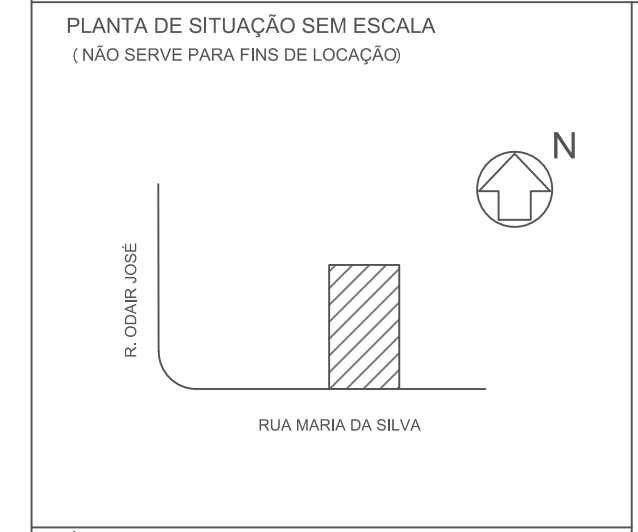 PLANTA DE SITUAÇÃO SEM ESCALA
( NÃO SERVE PARA FINS DE LOCAÇÃO)
N
R. ODAIR JOSÉ
RUA MARIA DA SILVA